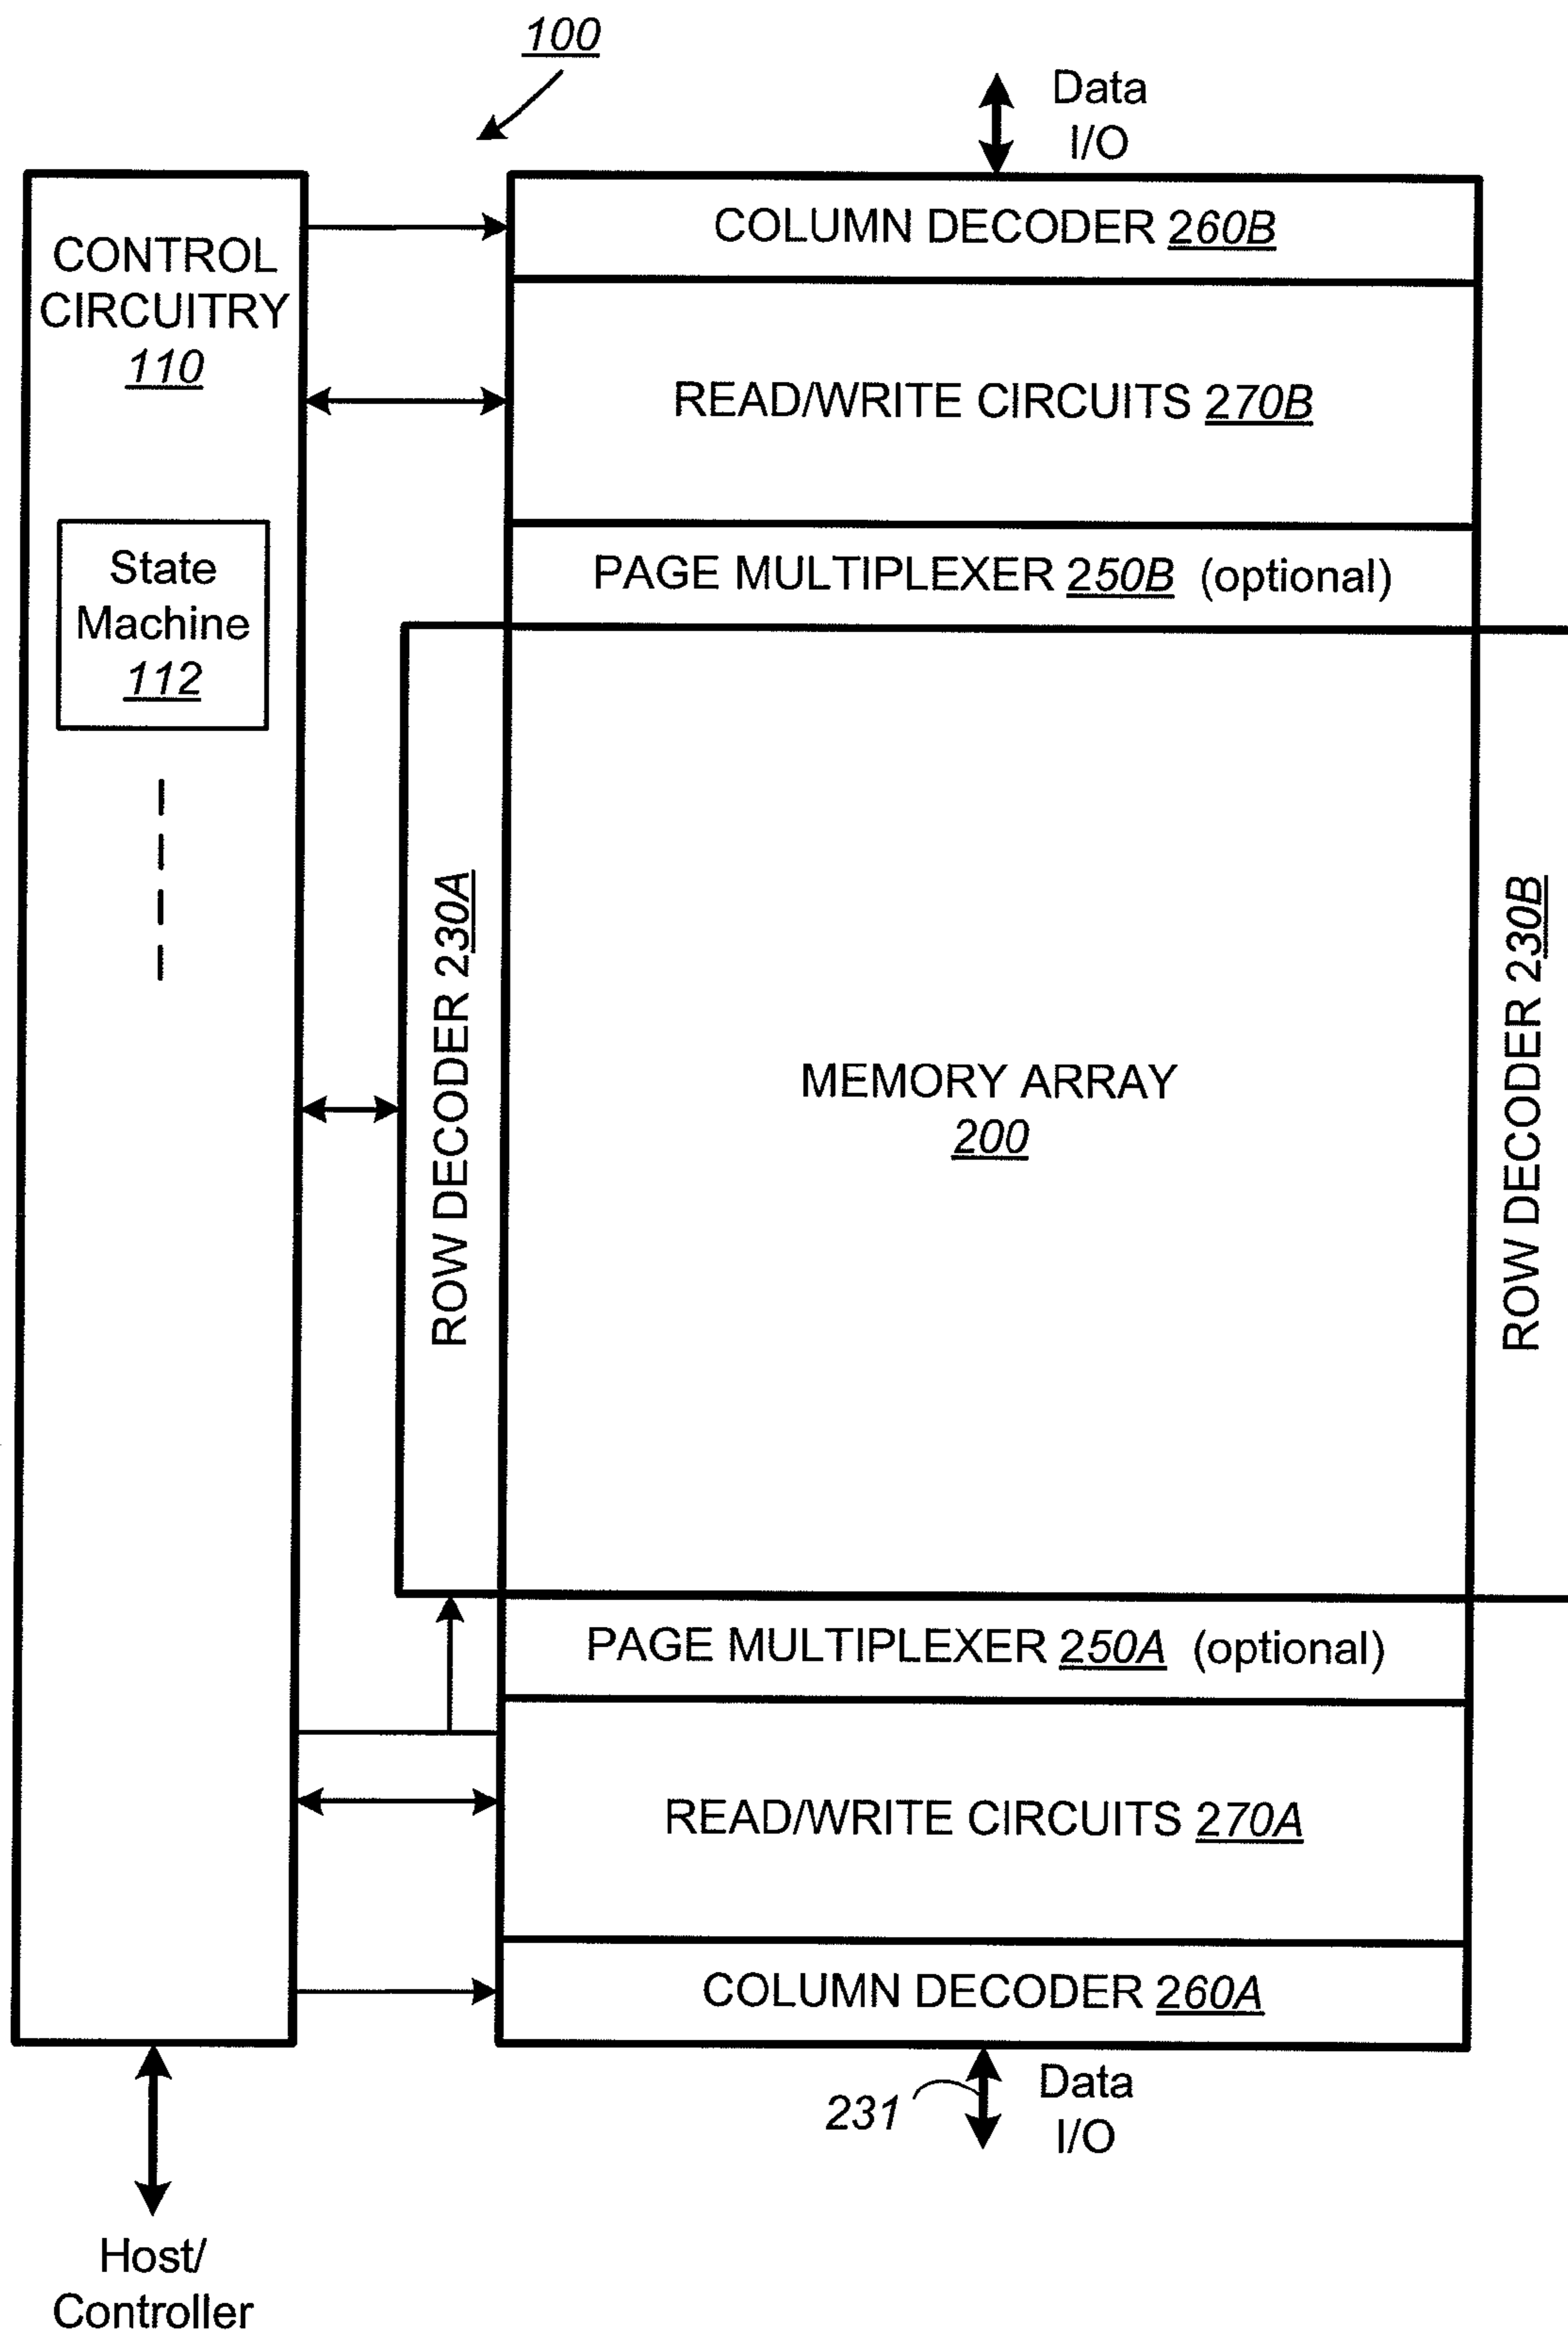 100
Data
I/O
COLUMN DECODER 260B
CONTROL
CIRCUITRY
110
READ/WRITE CIRCUITS 270B
State
Machine
112
PAGE MULTIPLEXER 250B (optional)
ROW DECODER 230A
MEMORY ARRAY
200
ROW DECODER 230B
PAGE MULTIPLEXER 250A (optional)
READ/WRITE CIRCUITS 270A
COLUMN DECODER 260A
231
Data
I/O
Host/
Controller